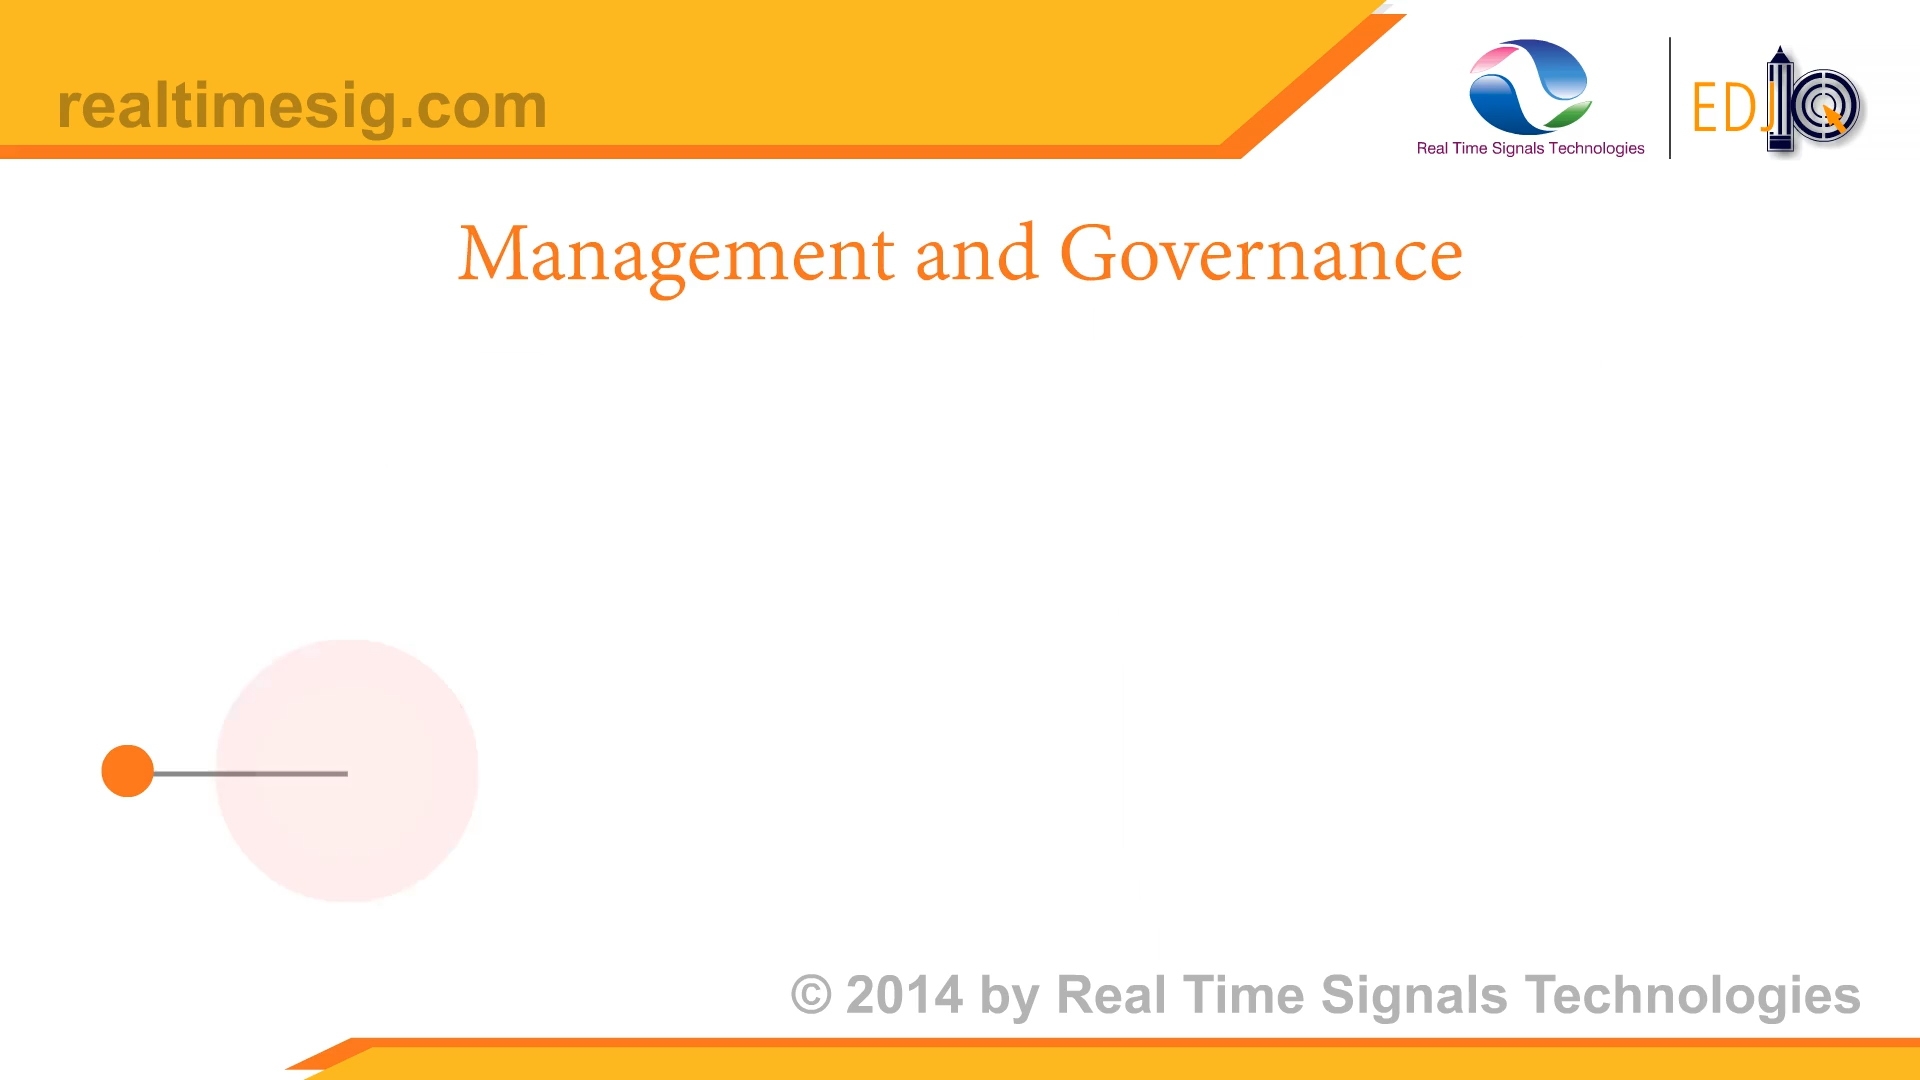 realtimesig.com
Real Time Signals Technologies
EDJ
Management and Governance
© 2014 by Real Time Signals Technologies